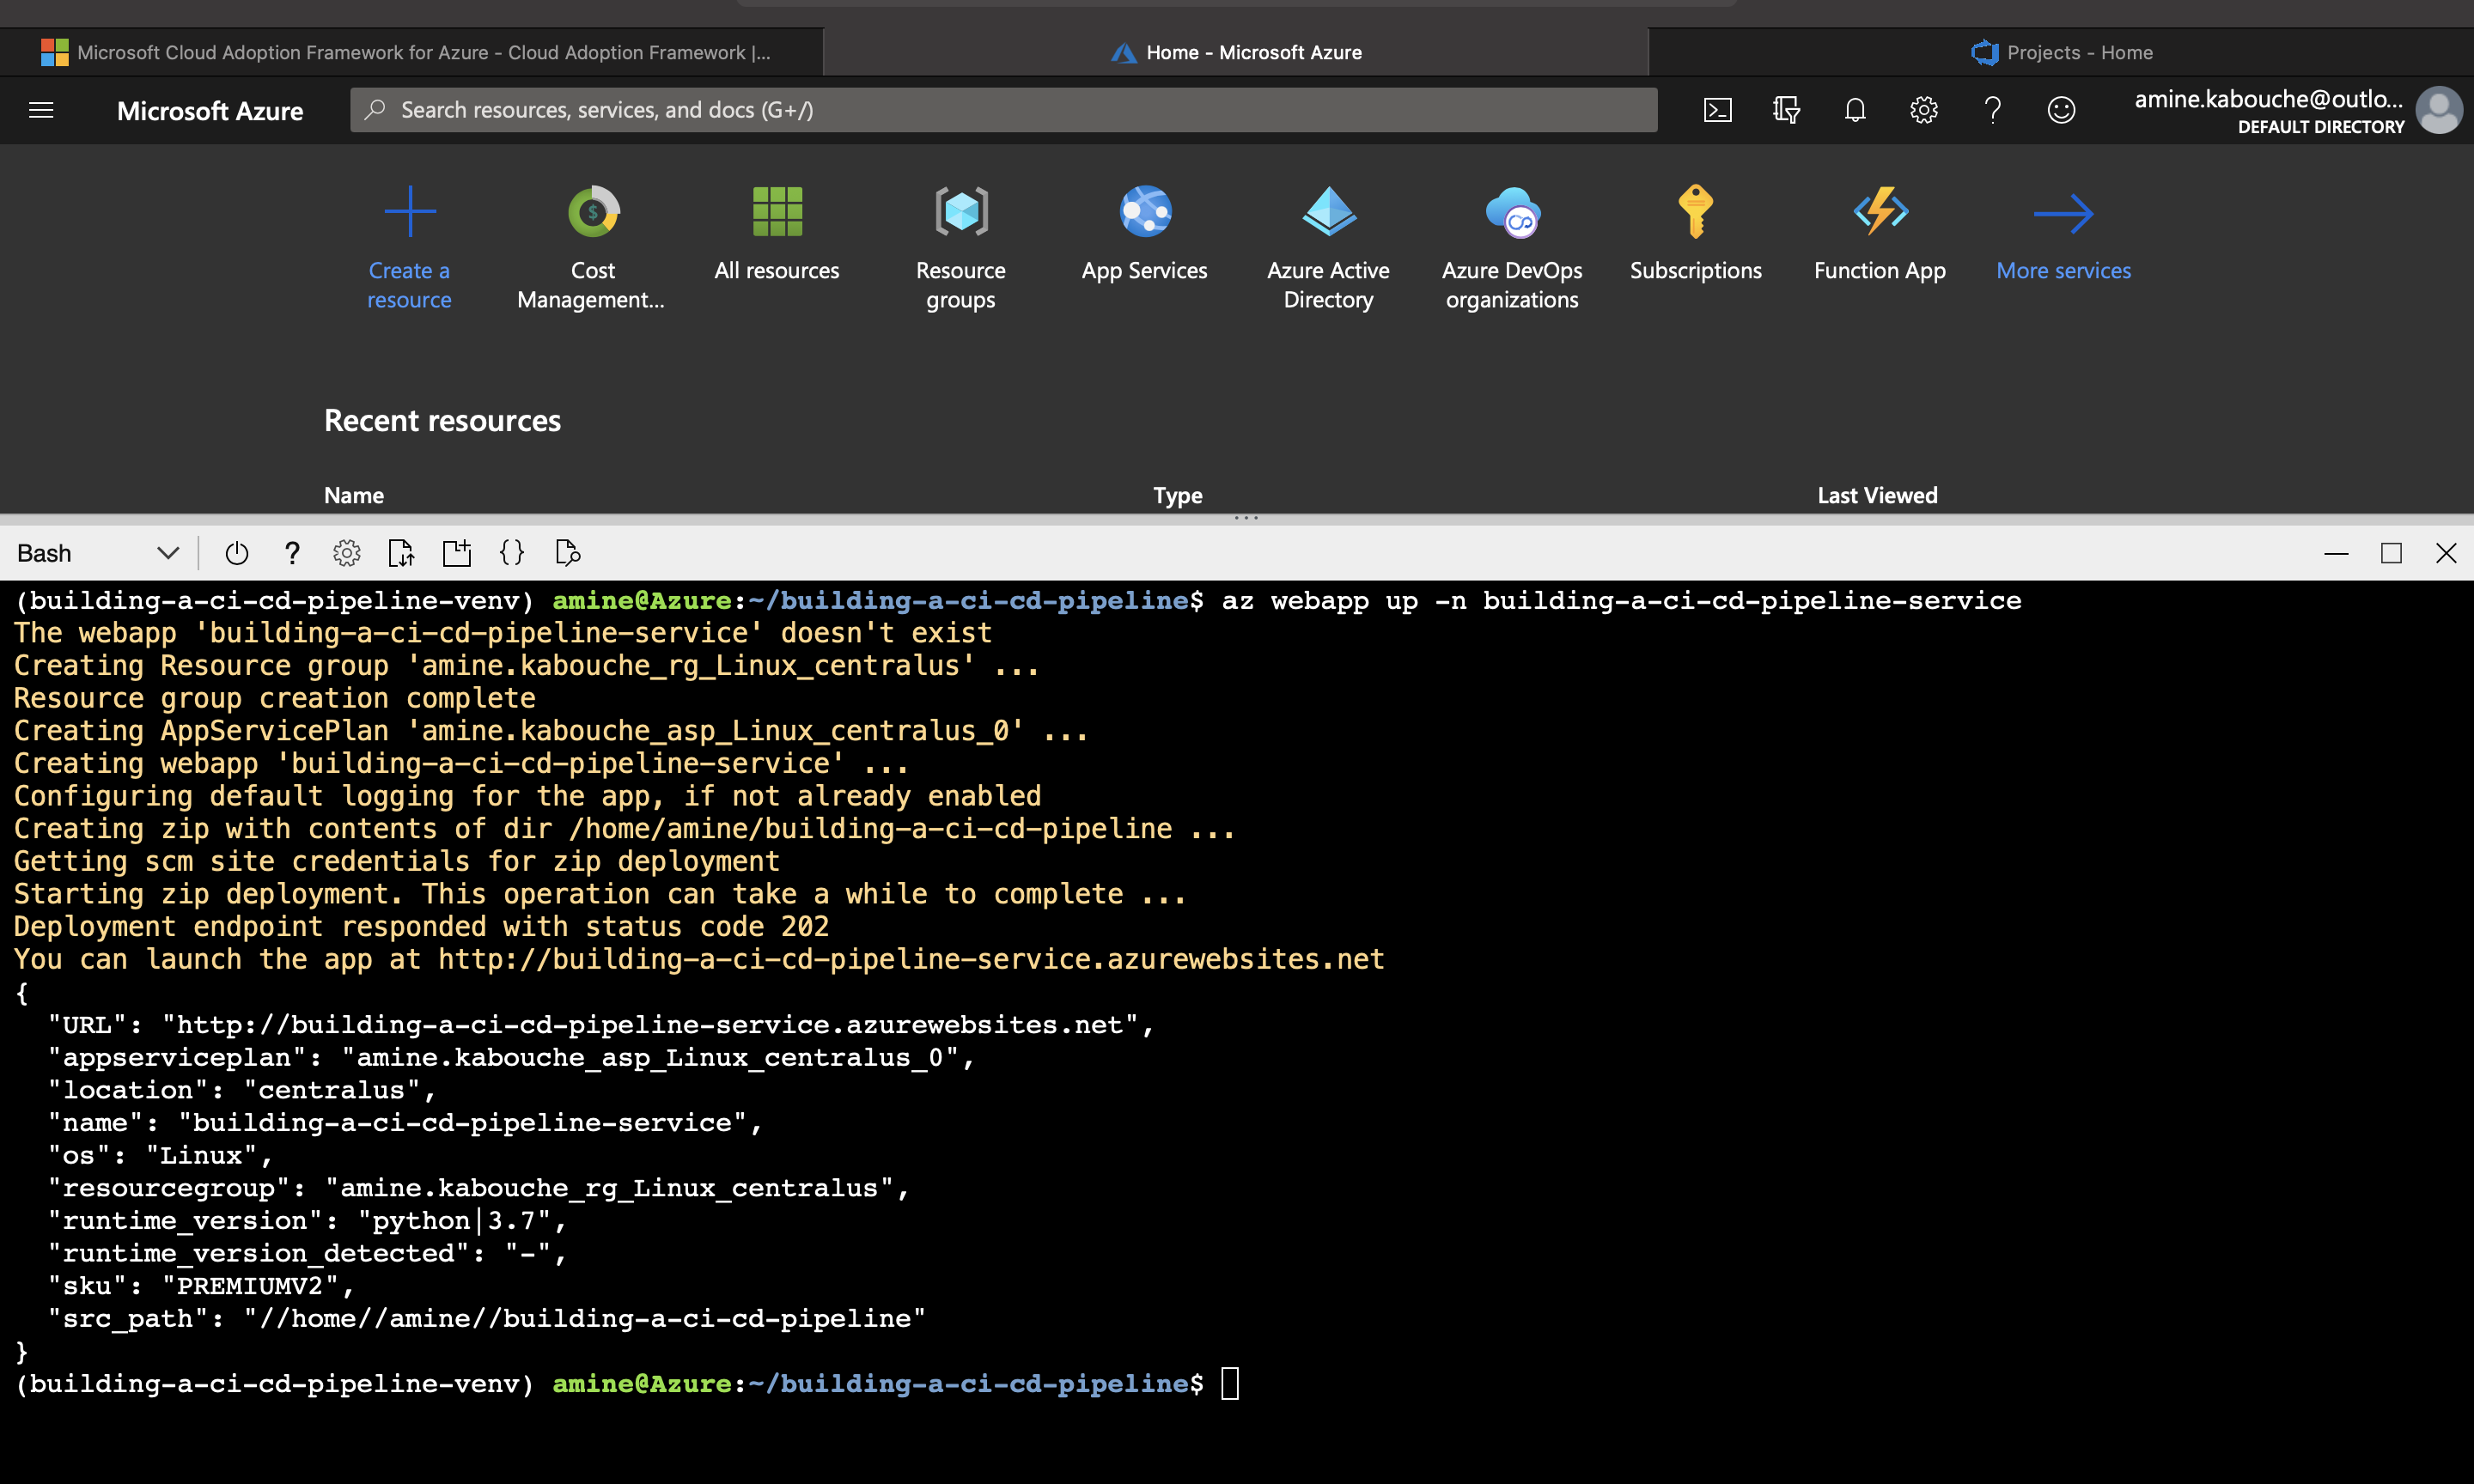 Microsoft Cloud Adoption Framework for Azure - Cloud Adoption Framework |...
Home - Microsoft Azure
Projects - Home
Microsoft Azure
Search resources, services, and docs (G+/)
amine.kabouche@outlo...
DEFAULT DIRECTORY
Create a
resource
Cost
Management...
All resources
Resource
groups
App Services
Azure Active
Directory
Azure DevOps
organizations
Subscriptions
Function App
More services
Recent resources
Name
Type
Last Viewed
Bash
(building-a-ci-cd-pipeline-venv) amine@Azure:~/building-a-ci-cd-pipeline$ az webapp up -n building-a-ci-cd-pipeline-service
The webapp 'building-a-ci-cd-pipeline-service' doesn't exist
Creating Resource group 'amine.kabouche_rg_Linux_centralus' ...
Resource group creation complete
Creating AppServicePlan 'amine.kabouche_asp_Linux_centralus_0' ...
Creating webapp 'building-a-ci-cd-pipeline-service' ...
Configuring default logging for the app, if not already enabled
Creating zip with contents of dir /home/amine/building-a-ci-cd-pipeline ...
Getting scm site credentials for zip deployment
Starting zip deployment. This operation can take a while to complete ...
Deployment endpoint responded with status code 202
You can launch the app at http://building-a-ci-cd-pipeline-service.azurewebsites.net
{
  "URL": "http://building-a-ci-cd-pipeline-service.azurewebsites.net",
  "appserviceplan": "amine.kabouche_asp_Linux_centralus_0",
  "location": "centralus",
  "name": "building-a-ci-cd-pipeline-service",
  "os": "Linux",
  "resourcegroup": "amine.kabouche_rg_Linux_centralus",
  "runtime_version": "python|3.7",
  "runtime_version_detected": "-",
  "sku": "PREMIUMV2",
  "src_path": "//home//amine//building-a-ci-cd-pipeline"
}
(building-a-ci-cd-pipeline-venv) amine@Azure:~/building-a-ci-cd-pipeline$